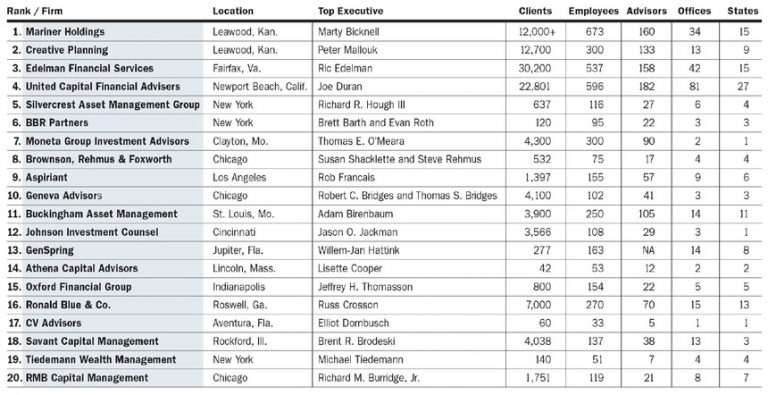 Rank / Firm Location Top Executive Clients Employees Advisors Offices States
1. Mariner Holdings Leawood, Kan. Marty Bicknell 12,000+ 673 160 34 15
2. Creative Planning Leawood, Kan. Peter Mallouk 12,700 300 133 13 9
3. Edelman Financial Services Fairfax, Va. Ric Edelman 30,200 537 158 42 15
4. United Capital Financial Advisers Newport Beach, Calif. Joe Duran 22,801 596 182 81 27
5. Silvercrest Asset Management Group New York Richard R. Hough III 637 116 27 6 4
6. BBR Partners New York Brett Barth and Evan Roth 120 95 22 3 3
7. Moneta Group Investment Advisors Clayton, Mo. Thomas E. O'Meara 4,300 300 90 2 1
8. Brownson, Rehmus & Foxworth Chicago Susan Shacklette and Steve Rehmus 532 75 17 4 4
9. Aspiriant Los Angeles Rob Francais 1,397 155 57 9 6
10. Geneva Advisors Chicago Robert C. Bridges and Thomas S. Bridges 4,100 102 41 3 3
11. Buckingham Asset Management St. Louis, Mo. Adam Birenbaum 3,900 250 105 14 11
12. Johnson Investment Counsel Cincinnati Jason O. Jackman 3,566 108 29 3 1
13. GenSpring Jupiter, Fla. Willem-Jan Hattink 277 163 NA 14 8
14. Athena Capital Advisors Lincoln, Mass. Lisette Cooper 42 53 12 2 2
15. Oxford Financial Group Indianapolis Jeffrey H. Thomasson 800 154 22 5 5
16. Ronald Blue & Co. Roswell, Ga. Russ Crosson 7,000 270 70 15 13
17. CV Advisors Aventura, Fla. Elliot Dornbusch 60 33 5 1 1
18. Savant Capital Management Rockford, Ill. Brent R. Brodeski 4,038 137 38 13 3
19. Tiedemann Wealth Management New York Michael Tiedemann 140 51 7 4 4
20. RMB Capital Management Chicago Richard M. Burridge, Jr. 1,751 119 21 8 7